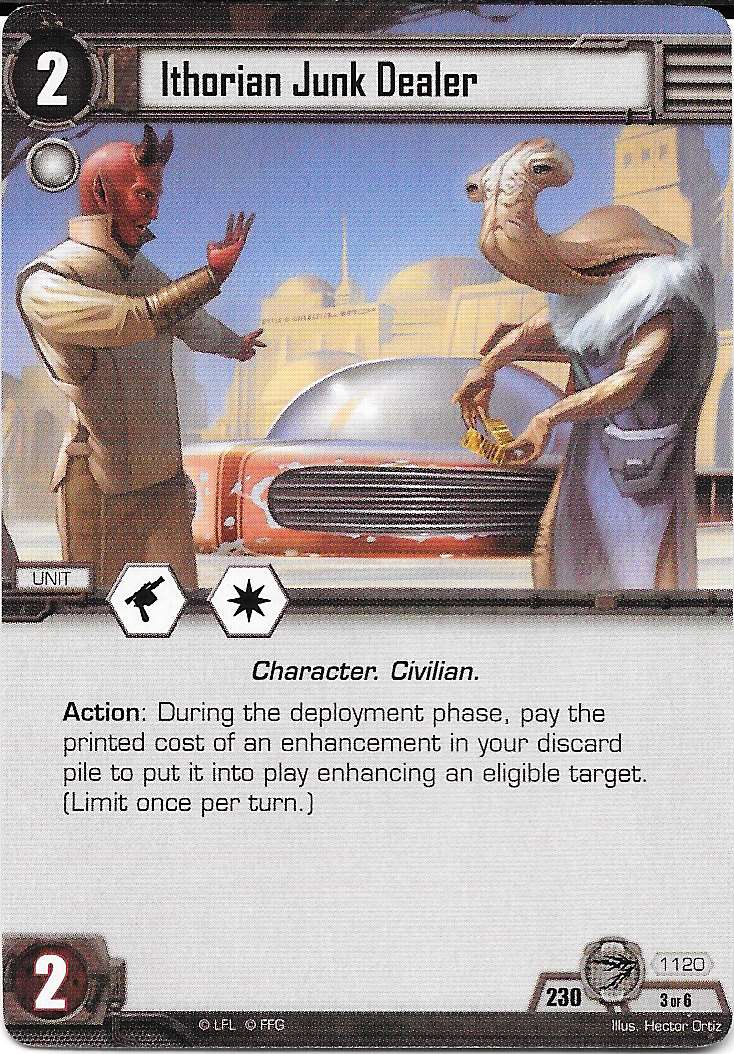 2
Ithorian Junk Dealer
UNIT
Character. Civilian.
Action: During the deployment phase, pay the
printed cost of an enhancement in your discard
pile to put it into play enhancing an eligible target.
(Limit once per turn.)
2
1120
230
3 OF 6
© LFL © FFG
Illus. Hector Ortiz